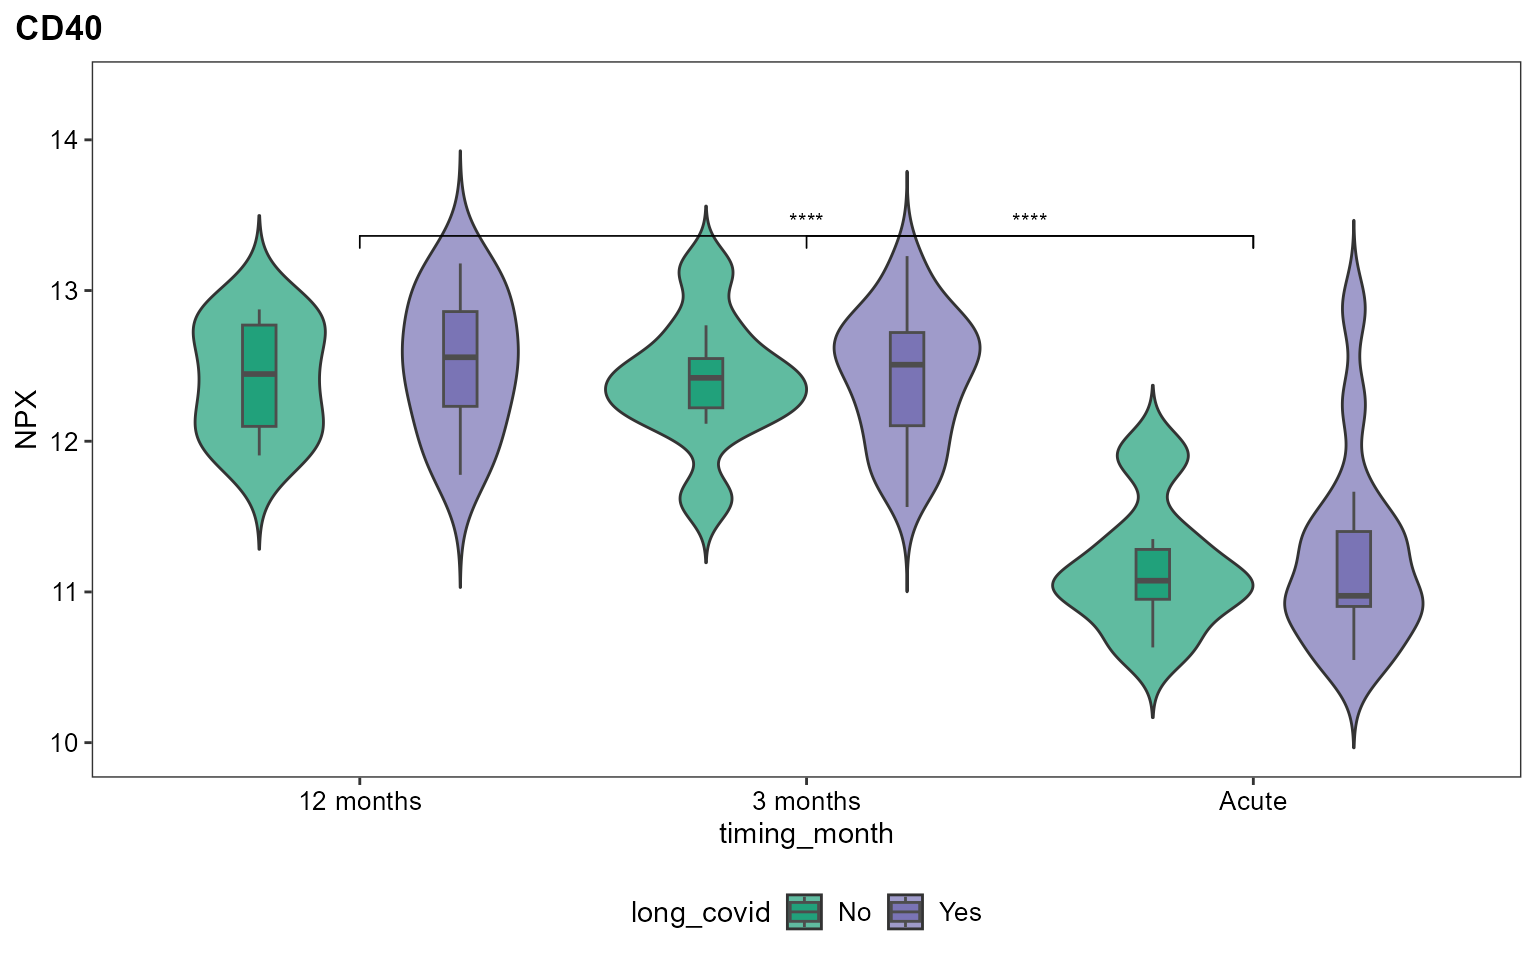 CD40
14
13
12
11
10
NPX
**** ****
12 months 3 months Acute
timing_month
long_covid No Yes